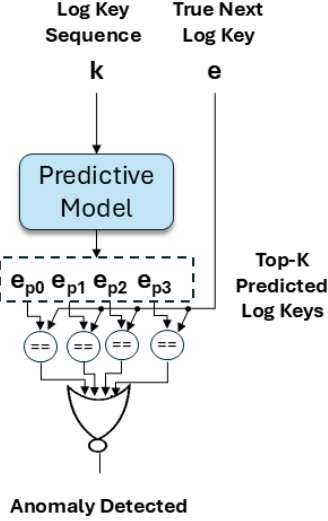 Log Key True Next
Sequence Log Key
k e
Predictive
Model
e_p0 e_p1 e_p2 e_p3
Top-K
Predicted
Log Keys
== == == ==
Anomaly Detected